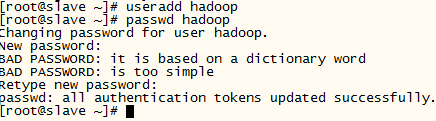 [root@slave ~]# useradd hadoop
[root@slave ~]# passwd hadoop
Changing password for user hadoop.
New password:
BAD PASSWORD: it is based on a dictionary word
BAD PASSWORD: is too simple
Retype new password:
passwd: all authentication tokens updated successfully.
[root@slave ~]#